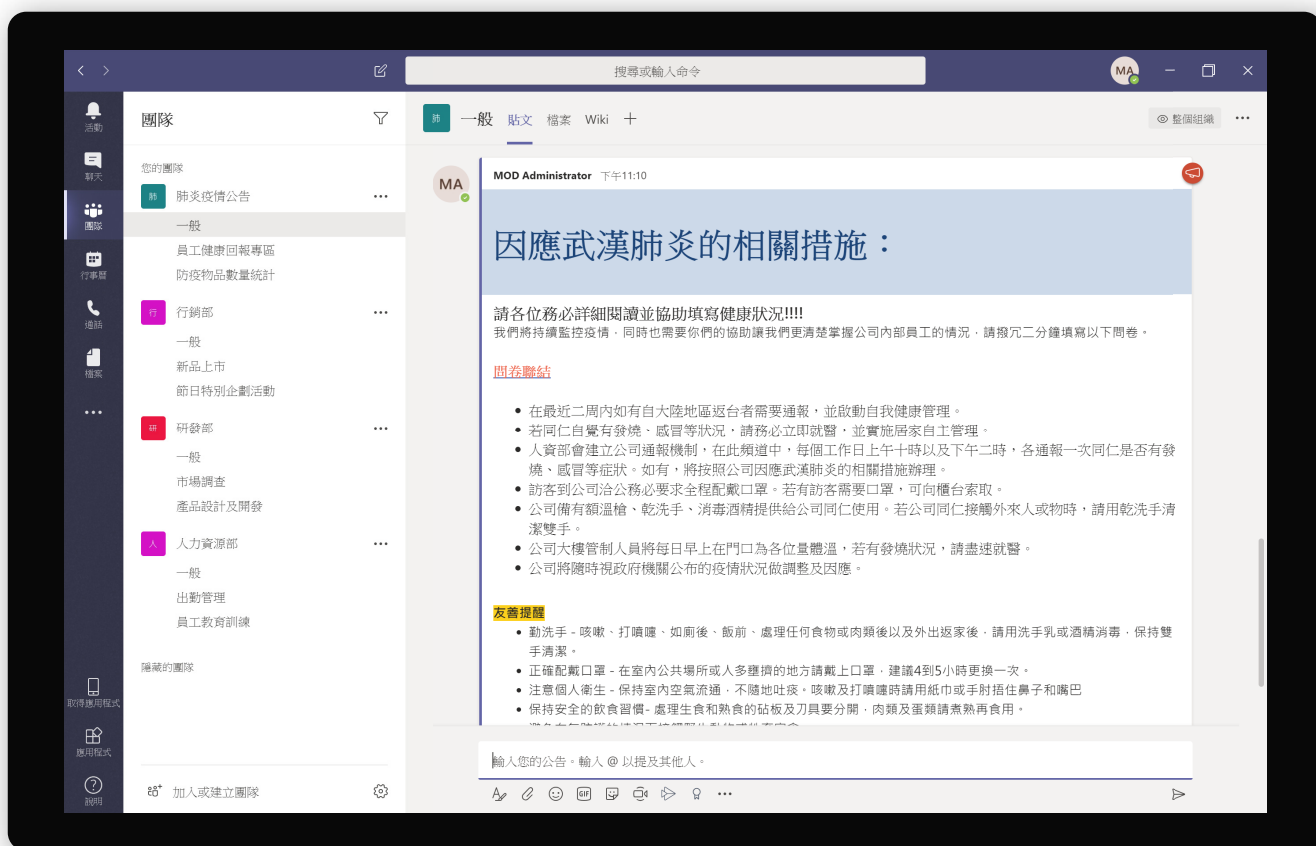 搜尋或輸入命令
MA
活動
聊天
團隊
行事曆
通話
檔案
取得應用程式
應用程式
說明
團隊
您的團隊
肺
肺炎疫情公告
一般
員工健康回報專區
防疫物品數量統計
行
行銷部
一般
新品上市
節日特別企劃活動
研
研發部
一般
市場調查
產品設計及開發
人
人力資源部
一般
出勤管理
員工教育訓練
隱藏的團隊
加入或建立團隊
肺
一般 貼文 檔案 Wiki
整個組織
MA
MOD Administrator 下午11:10
因應武漢肺炎的相關措施：
請各位務必詳細閱讀並協助填寫健康狀況!!!!
我們將持續監控疫情，同時也需要你們的協助讓我們更清楚掌握公司內部員工的情況，請撥冗二分鐘填寫以下問卷。
問卷聯結
在最近二周內如有自大陸地區返台者需要通報，並啟動自我健康管理。
若同仁自覺有發燒、感冒等狀況，請務必立即就醫，並實施居家自主管理。
人資部會建立公司通報機制，在此頻道中，每個工作日上午十時以及下午二時，各通報一次同仁是否有發
燒、感冒等症狀。如有，將按照公司因應武漢肺炎的相關措施辦理。
訪客到公司洽公務必要求全程配戴口罩。若有訪客需要口罩，可向櫃台索取。
公司備有額溫槍、乾洗手、消毒酒精提供給公司同仁使用。若公司同仁接觸外來人或物時，請用乾洗手清
潔雙手。
公司大樓管制人員將每日早上在門口為各位量體溫，若有發燒狀況，請盡速就醫。
公司將隨時視政府機關公布的疫情狀況做調整及因應。
友善提醒
勤洗手 - 咳嗽、打噴嚏、如廁後、飯前、處理任何食物或肉類後以及外出返家後，請用洗手乳或酒精消毒，保持雙
手清潔。
正確配戴口罩 - 在室內公共場所或人多壅擠的地方請戴上口罩，建議4到5小時更換一次。
注意個人衛生 - 保持室內空氣流通，不隨地吐痰。咳嗽及打噴嚏時請用紙巾或手肘捂住鼻子和嘴巴
保持安全的飲食習慣- 處理生食和熟食的砧板及刀具要分開，肉類及蛋類請煮熟再食用。
輸入您的公告。輸入 @ 以提及其他人。
GIF